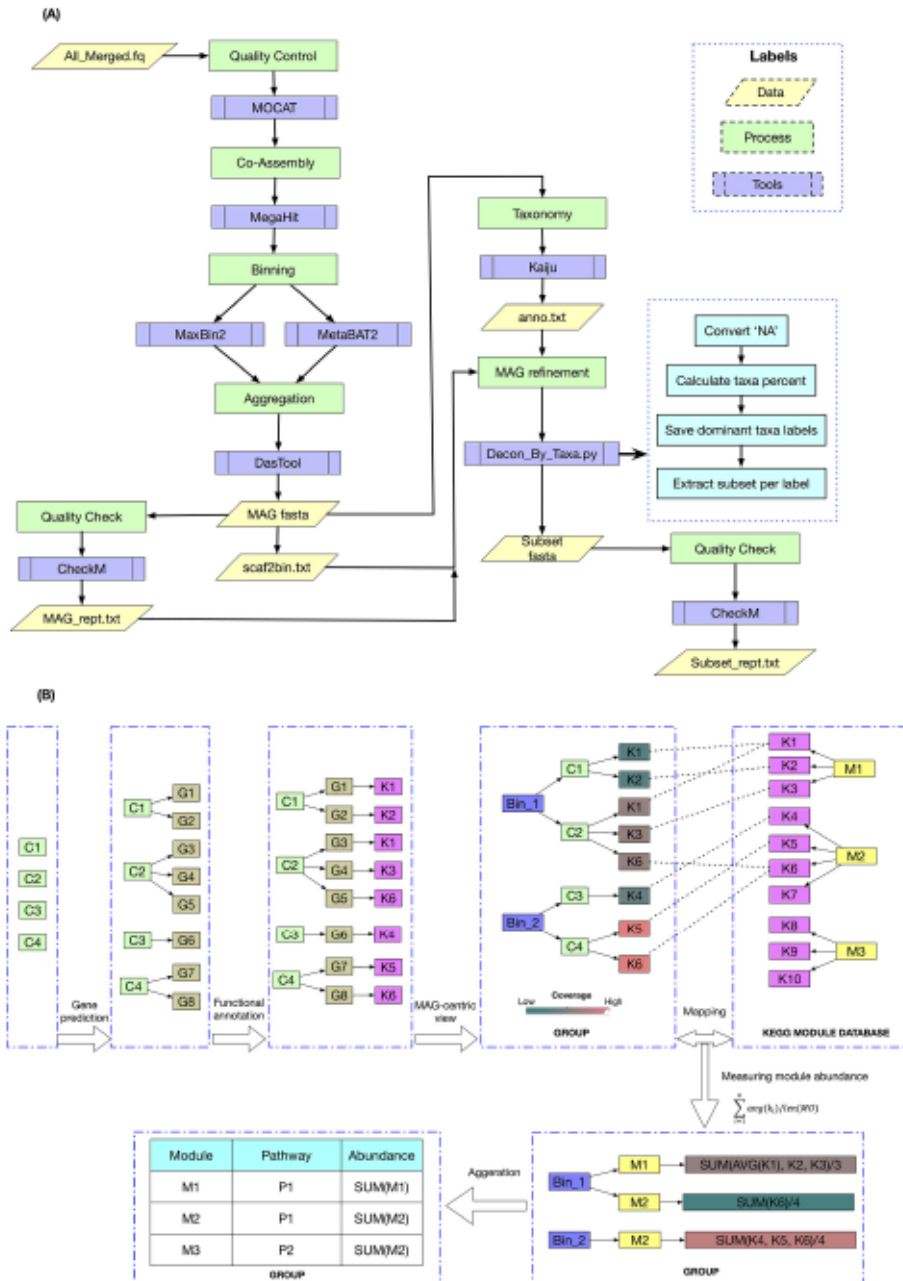 (A)
All_Merged.fq
Quality Control
MOCAT
Co-Assembly
MegaHit
Binning
MaxBin2
MetaBAT2
Aggregation
DasTool
MAG fasta
scaf2bin.txt
Quality Check
CheckM
MAG_rept.txt
Taxonomy
Kaiju
anno.txt
MAG refinement
Decon_By_Taxa.py
Subset
fasta
Quality Check
CheckM
Subset_rept.txt
Labels
Data
Process
Tools
Convert 'NA'
Calculate taxa percent
Save dominant taxa labels
Extract subset per label
(B)
C1
C2
C3
C4
Gene
prediction
C1
G1
G2
C2
G3
G4
G5
C3
G6
C4
G7
G8
Functional
annotation
C1
G1
K1
G2
K2
C2
G3
K1
G4
K3
G5
K6
C3
G6
K4
C4
G7
K5
G8
K6
MAG-centric
view
Bin_1
C1
K1
K2
C2
K1
K3
K6
Bin_2
C3
K4
C4
K5
K6
Coverage
Low
High
GROUP
Mapping
K1
K2
K3
K4
K5
K6
K7
K8
K9
K10
M1
M2
M3
KEGG MODULE DATABASE
Measuring module abundance
Bin_1
M1
SUM(AVG(K1), K2, K3)/3
M2
SUM(K6)/4
Bin_2
M2
SUM(K4, K5, K6)/4
GROUP
Aggeration
Module Pathway Abundance
M1 P1 SUM(M1)
M2 P1 SUM(M2)
M3 P2 SUM(M2)
GROUP